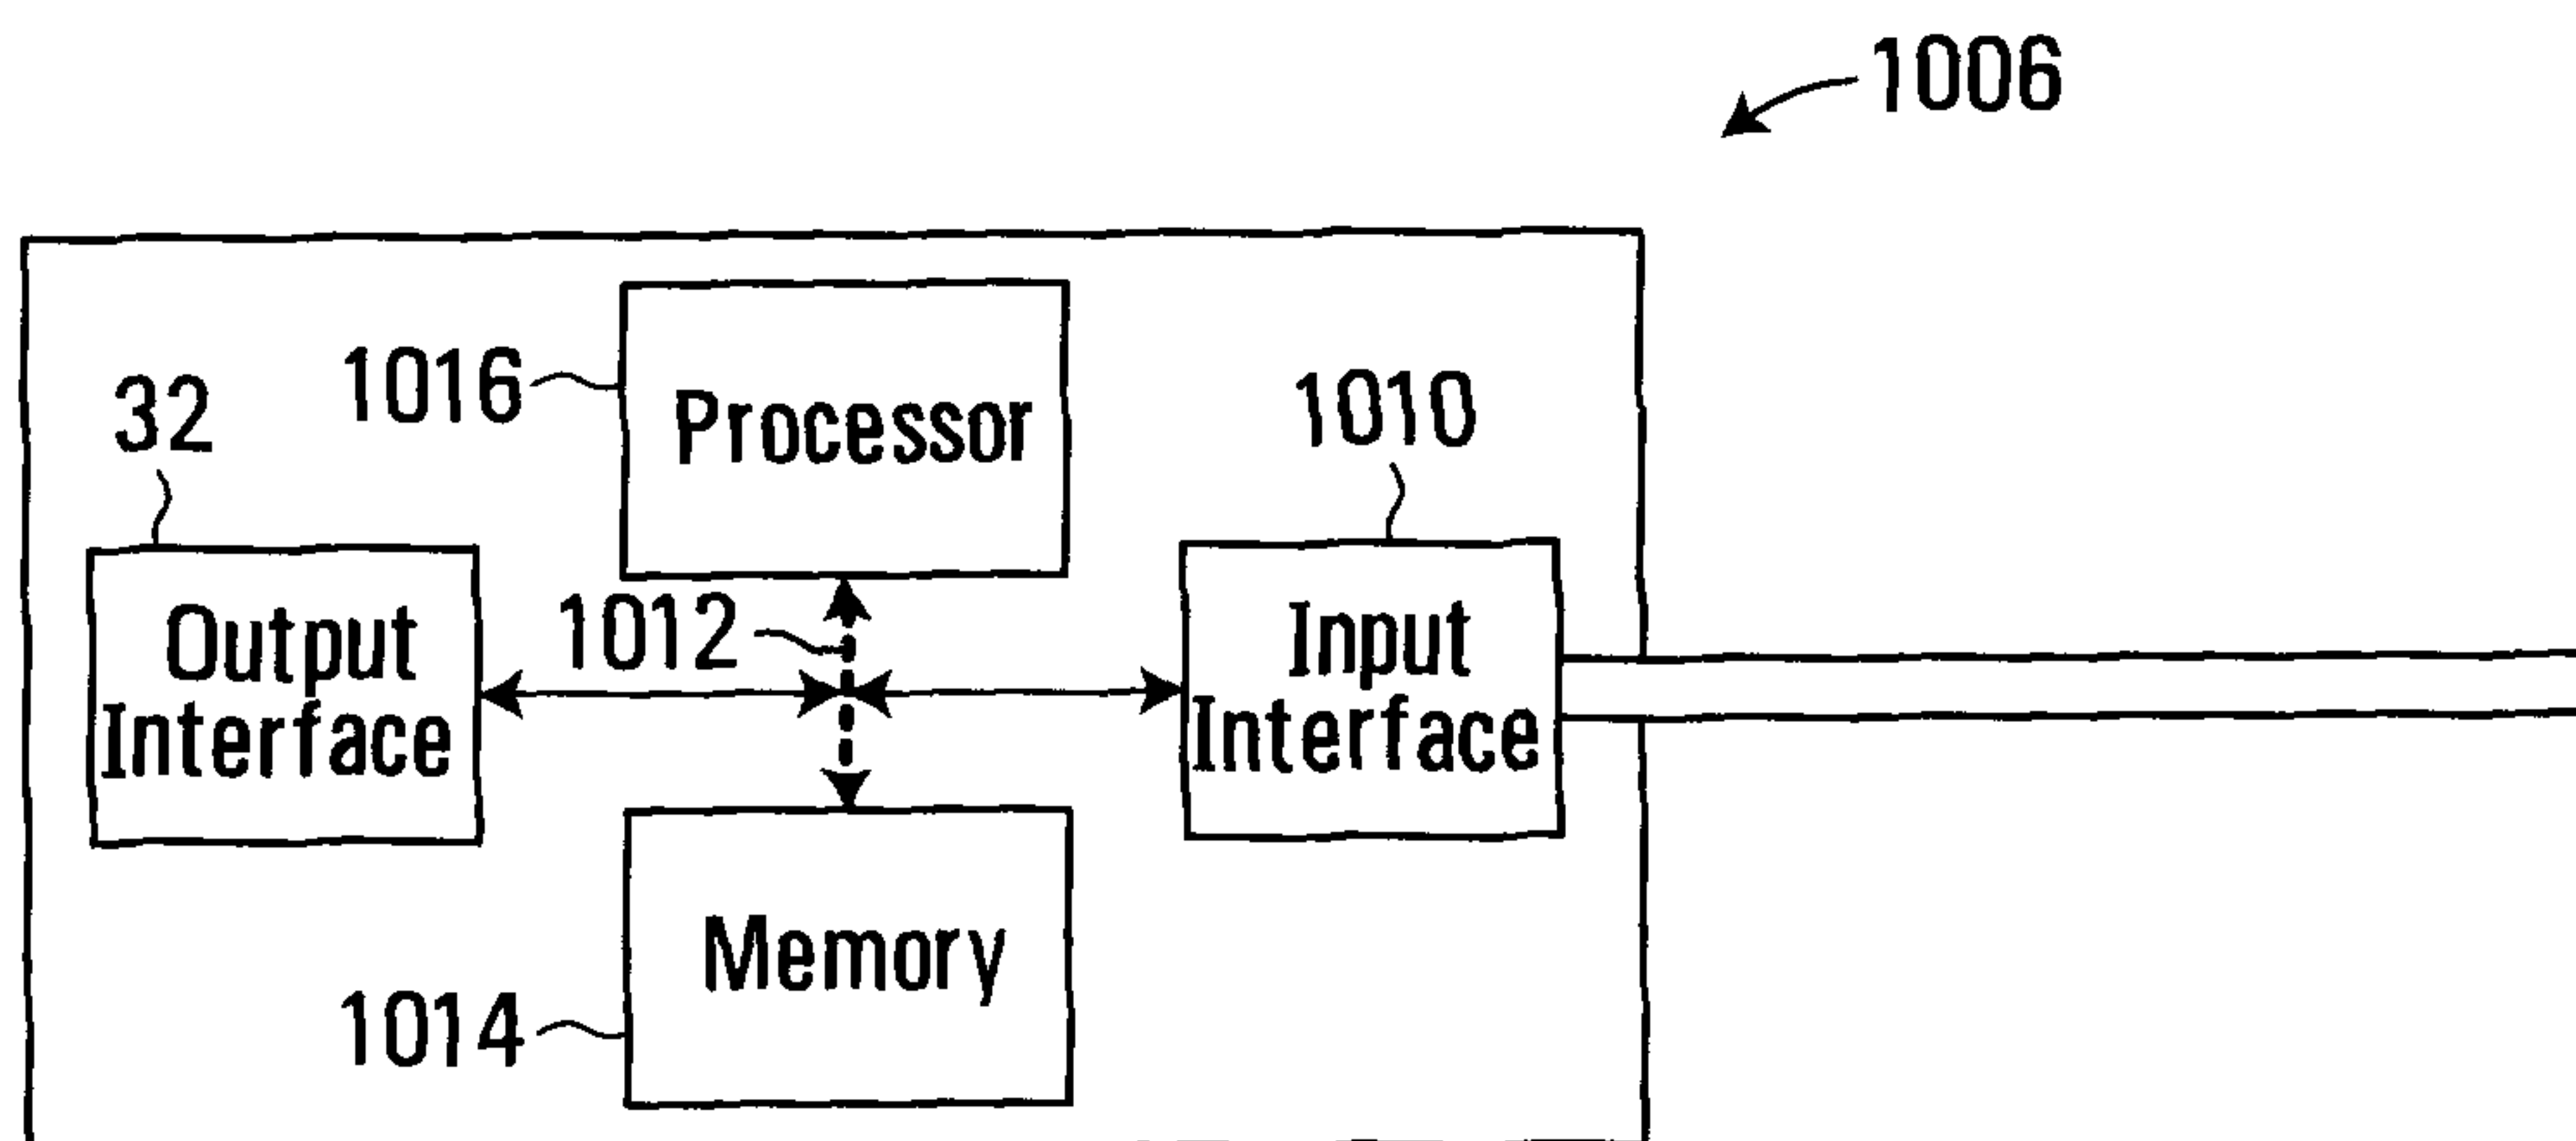 1006
1016
Processor
32
1010
Output
Interface
1012
Input
Interface
Memory
1014